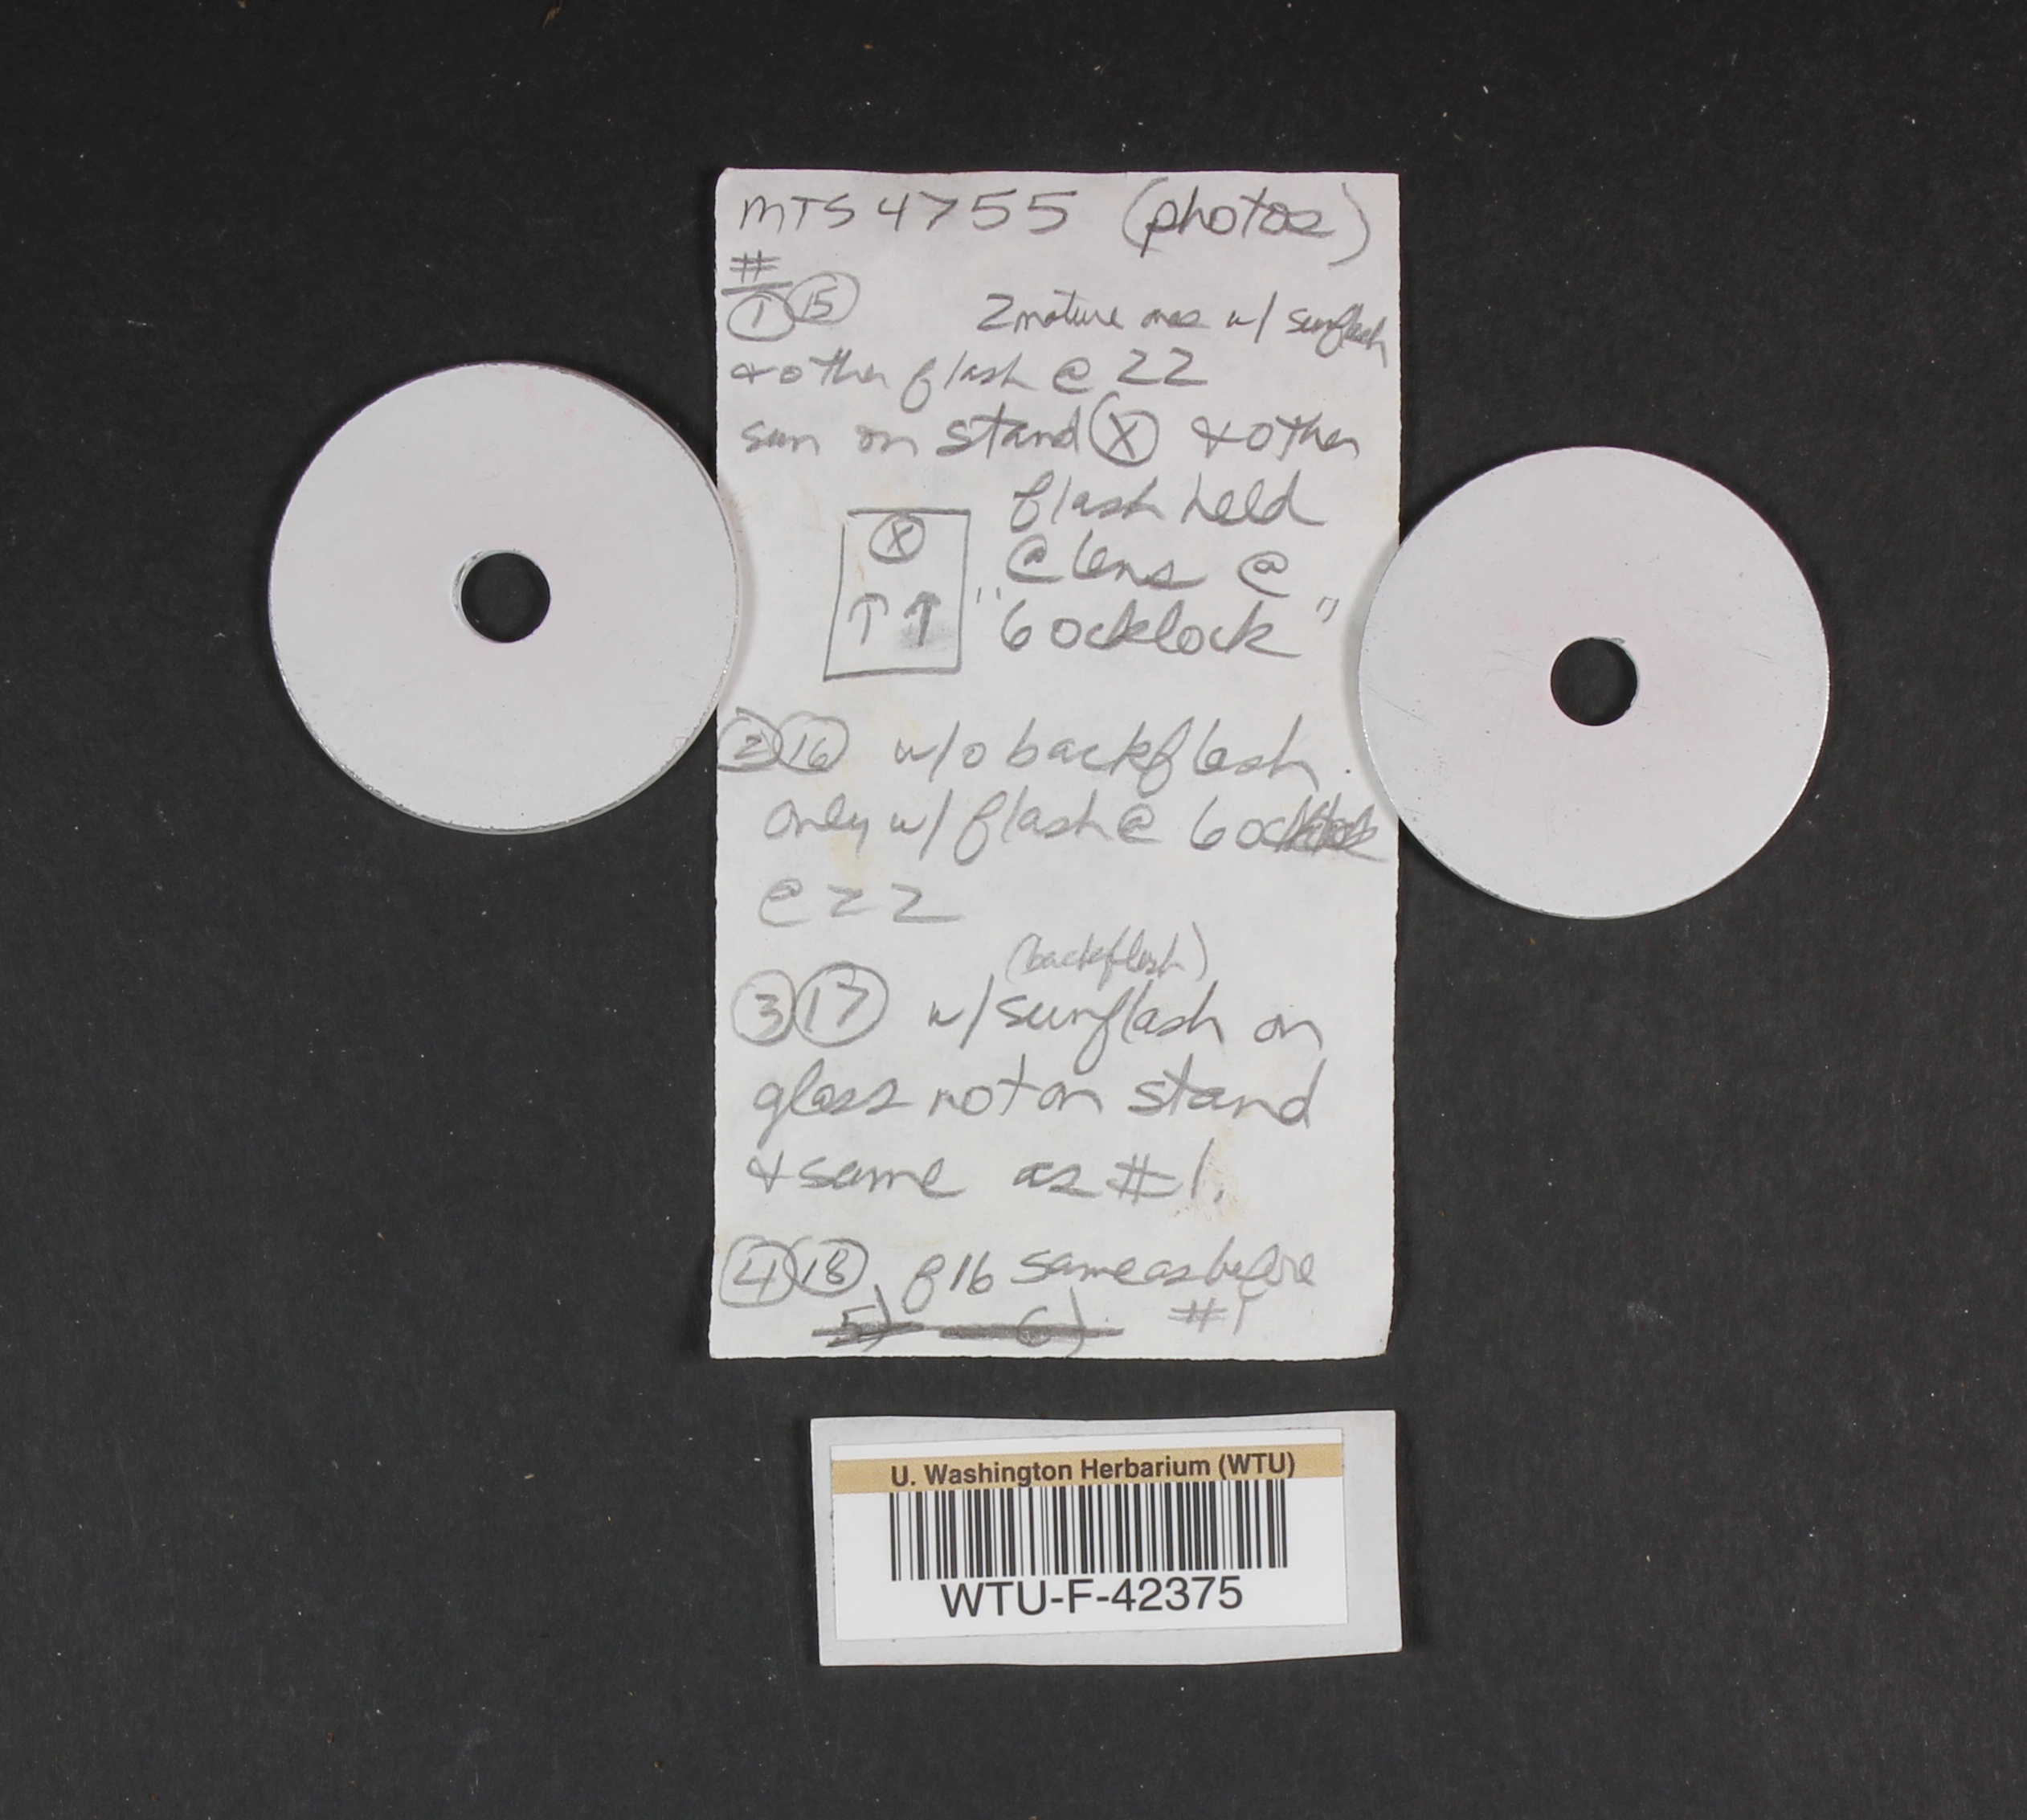 MTS 4755 (photos)
#
1 15 2 mature ones w/ sunflash
& other flash @ 22
sun on stand X & other
flash held
X @ lens @
↑ ↑ "6 ocklock"
2 16 w/o backflash.
only w/ flash @ 6 ocklock
@ 22
(backflash)
3 17 w/ sunflash on
glass not on stand
& same as #1.
4 18 f16 same as before
5) 6) #1
U. Washington Herbarium (WTU)
WTU-F-42375